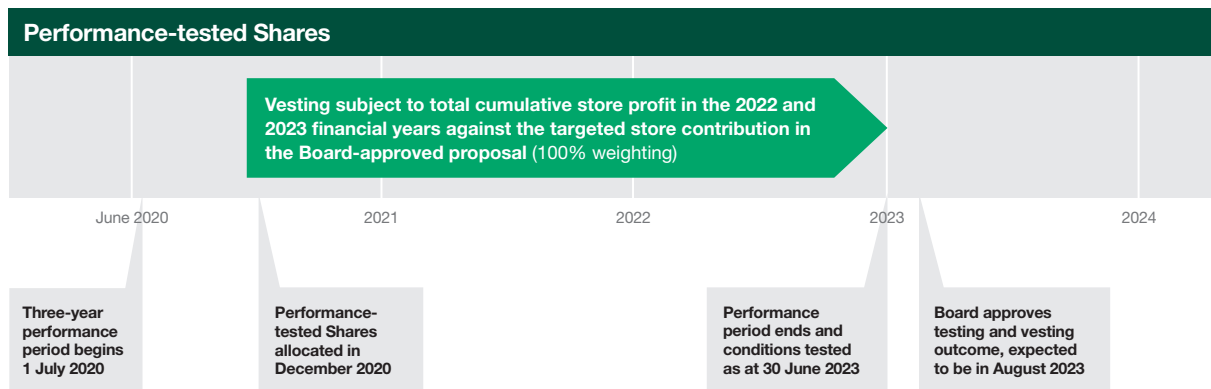 Performance-tested Shares
Vesting subject to total cumulative store profit in the 2022 and
2023 financial years against the targeted store contribution in
the Board-approved proposal (100% weighting)
June 2020
2021
2022
2023
2024
Three-year
performance
period begins
1 July 2020
Performance-
tested Shares
allocated in
December 2020
Performance
period ends and
conditions tested
as at 30 June 2023
Board approves
testing and vesting
outcome, expected
to be in August 2023